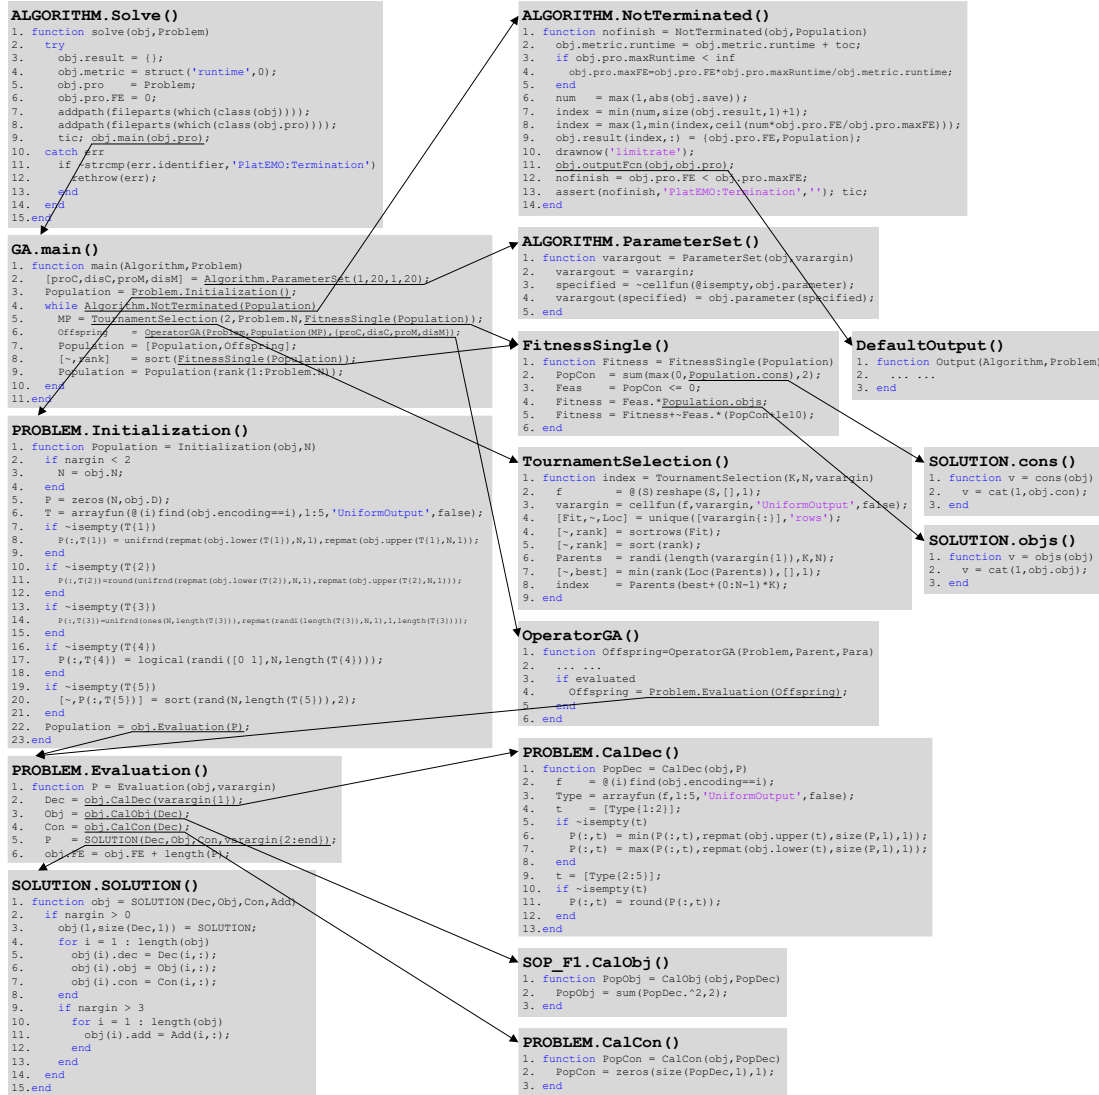 ALGORITHM.Solve()
1. function solve(obj,Problem)
2. try
3. obj.result = {};
4. obj.metric = struct('runtime',0);
5. obj.pro = Problem;
6. obj.pro.FE = 0;
7. addpath(fileparts(which(class(obj))));
8. addpath(fileparts(which(class(obj.pro))));
9. tic; obj.main(obj.pro)
10. catch err
11. if ~strcmp(err.identifier,'PlatEMO:Termination')
12. rethrow(err);
13. end
14. end
15.end
GA.main()
1. function main(Algorithm,Problem)
2. [proC,disC,proM,disM] = Algorithm.ParameterSet(1,20,1,20);
3. Population = Problem.Initialization();
4. while Algorithm.NotTerminated(Population)
5. MP = TournamentSelection(2,Problem.N,FitnessSingle(Population));
6. Offspring = OperatorGA(Problem,Population(MP),{proC,disC,proM,disM});
7. Population = [Population,Offspring];
8. [~,rank] = sort(FitnessSingle(Population));
9. Population = Population(rank(1:Problem.N));
10. end
11.end
PROBLEM.Initialization()
1. function Population = Initialization(obj,N)
2. if nargin < 2
3. N = obj.N;
4. end
5. P = zeros(N,obj.D);
6. T = arrayfun(@(i)find(obj.encoding==i),1:5,'UniformOutput',false);
7. if ~isempty(T{1})
8. P(:,T{1}) = unifrnd(repmat(obj.lower(T{1}),N,1),repmat(obj.upper(T{1},N,1));
9. end
10. if ~isempty(T{2})
11. P(:,T{2})=round(unifrnd(repmat(obj.lower(T{2}),N,1),repmat(obj.upper(T{2},N,1)));
12. end
13. if ~isempty(T{3})
14. P(:,T{3})=unifrnd(ones(N,length(T{3})),repmat(randi(length(T{3}),N,1),1,length(T{3})));
15. end
16. if ~isempty(T{4})
17. P(:,T{4}) = logical(randi([0 1],N,length(T{4})));
18. end
19. if ~isempty(T{5})
20. [~,P(:,T{5})] = sort(rand(N,length(T{5})),2);
21. end
22. Population = obj.Evaluation(P);
23.end
PROBLEM.Evaluation()
1. function P = Evaluation(obj,varargin)
2. Dec = obj.CalDec(varargin{1});
3. Obj = obj.CalObj(Dec);
4. Con = obj.CalCon(Dec);
5. P = SOLUTION(Dec,Obj,Con,varargin{2:end});
6. obj.FE = obj.FE + length(P);
SOLUTION.SOLUTION()
1. function obj = SOLUTION(Dec,Obj,Con,Add)
2. if nargin > 0
3. obj(1,size(Dec,1)) = SOLUTION;
4. for i = 1 : length(obj)
5. obj(i).dec = Dec(i,:);
6. obj(i).obj = Obj(i,:);
7. obj(i).con = Con(i,:);
8. end
9. if nargin > 3
10. for i = 1 : length(obj)
11. obj(i).add = Add(i,:);
12. end
13. end
14. end
15.end
ALGORITHM.NotTerminated()
1. function nofinish = NotTerminated(obj,Population)
2. obj.metric.runtime = obj.metric.runtime + toc;
3. if obj.pro.maxRuntime < inf
4. obj.pro.maxFE=obj.pro.FE*obj.pro.maxRuntime/obj.metric.runtime;
5. end
6. num = max(1,abs(obj.save));
7. index = min(num,size(obj.result,1)+1);
8. index = max(1,min(index,ceil(num*obj.pro.FE/obj.pro.maxFE)));
9. obj.result(index,:) = {obj.pro.FE,Population};
10. drawnow('limitrate');
11. obj.outputFcn(obj,obj.pro);
12. nofinish = obj.pro.FE < obj.pro.maxFE;
13. assert(nofinish,'PlatEMO:Termination',''); tic;
14.end
ALGORITHM.ParameterSet()
1. function varargout = ParameterSet(obj,varargin)
2. varargout = varargin;
3. specified = ~cellfun(@isempty,obj.parameter);
4. varargout(specified) = obj.parameter(specified);
5. end
FitnessSingle()
1. function Fitness = FitnessSingle(Population)
2. PopCon = sum(max(0,Population.cons),2);
3. Feas = PopCon <= 0;
4. Fitness = Feas.*Population.objs;
5. Fitness = Fitness+~Feas.*(PopCon+1e10);
6. end
DefaultOutput()
1. function Output(Algorithm,Problem)
2. ... ...
3. end
TournamentSelection()
1. function index = TournamentSelection(K,N,varargin)
2. f = @(S)reshape(S,[],1);
3. varargin = cellfun(f,varargin,'UniformOutput',false);
4. [Fit,~,Loc] = unique([varargin{:}],'rows');
4. [~,rank] = sortrows(Fit);
5. [~,rank] = sort(rank);
6. Parents = randi(length(varargin{1}),K,N);
7. [~,best] = min(rank(Loc(Parents)),[],1);
8. index = Parents(best+(0:N-1)*K);
9. end
SOLUTION.cons()
1. function v = cons(obj)
2. v = cat(1,obj.con);
3. end
SOLUTION.objs()
1. function v = objs(obj)
2. v = cat(1,obj.obj);
3. end
OperatorGA()
1. function Offspring=OperatorGA(Problem,Parent,Para)
2. ... ...
3. if evaluated
4. Offspring = Problem.Evaluation(Offspring);
5. end
6. end
PROBLEM.CalDec()
1. function PopDec = CalDec(obj,P)
2. f = @(i)find(obj.encoding==i);
3. Type = arrayfun(f,1:5,'UniformOutput',false);
4. t = [Type{1:2}];
5. if ~isempty(t)
6. P(:,t) = min(P(:,t),repmat(obj.upper(t),size(P,1),1));
7. P(:,t) = max(P(:,t),repmat(obj.lower(t),size(P,1),1));
8. end
9. t = [Type{2:5}];
10. if ~isempty(t)
11. P(:,t) = round(P(:,t));
12. end
13.end
SOP_F1.CalObj()
1. function PopObj = CalObj(obj,PopDec)
2. PopObj = sum(PopDec.^2,2);
3. end
PROBLEM.CalCon()
1. function PopCon = CalCon(obj,PopDec)
2. PopCon = zeros(size(PopDec,1),1);
3. end